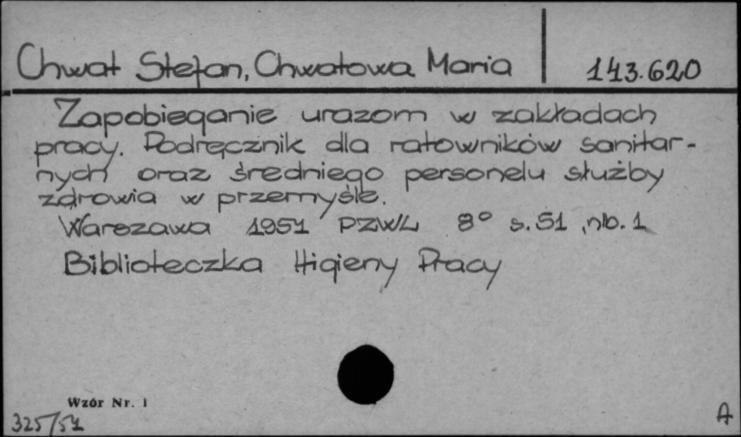 Chwat Stefan, Chwatowa Maria 143.620
Zapobieganie urazom w zakładach
pracy. Podręcznik dla ratowników sanitar-
nych oraz średniego personelu służby
zdrowia w przemyśle.
Warszawa 1951 PZWL 8° s. 51, nlb. 1
Biblioteczka Higieny Pracy
Wzór Nr. 1
325/51 A